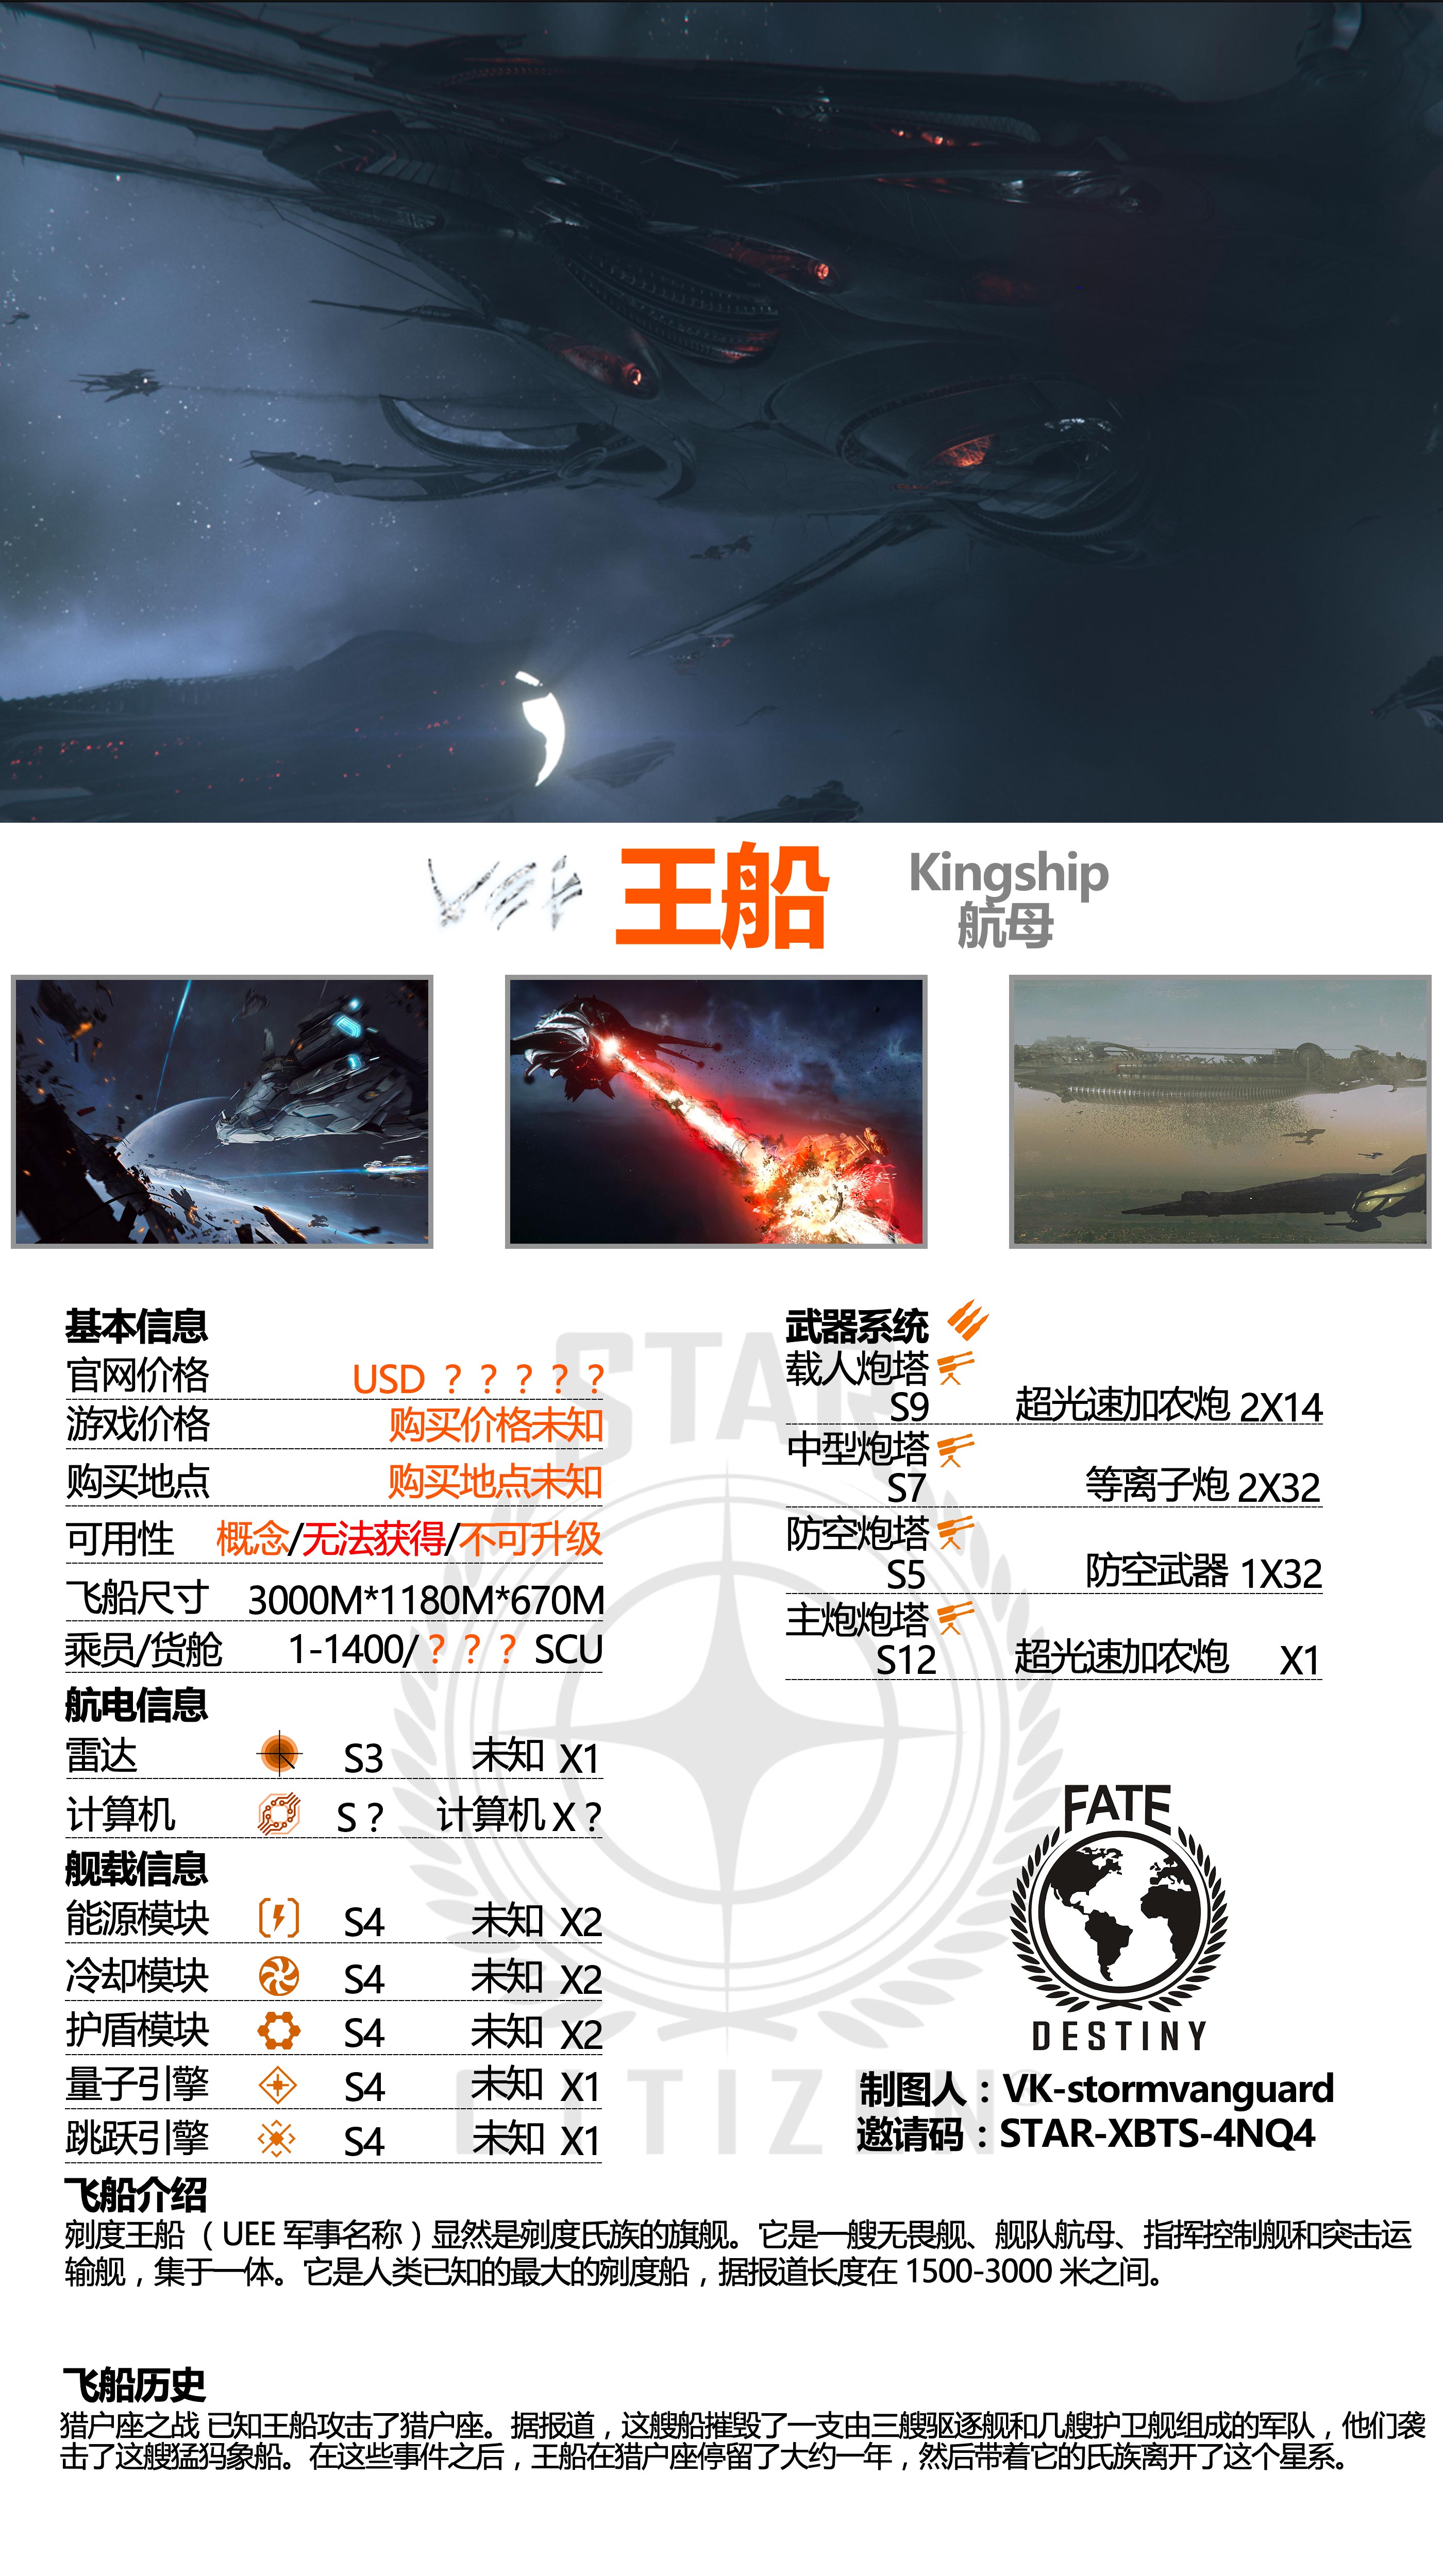 王船
Kingship
航母
基本信息
官网价格 USD ？？？？？
游戏价格 购买价格未知
购买地点 购买地点未知
可用性 概念/无法获得/不可升级
飞船尺寸 3000M*1180M*670M
乘员/货舱 1-1400/？？？ SCU
航电信息
雷达 S3 未知 X1
计算机 S？ 计算机 X？
舰载信息
能源模块 S4 未知 X2
冷却模块 S4 未知 X2
护盾模块 S4 未知 X2
量子引擎 S4 未知 X1
跳跃引擎 S4 未知 X1
武器系统
载人炮塔
S9 超光速加农炮 2X14
中型炮塔
S7 等离子炮 2X32
防空炮塔
S5 防空武器 1X32
主炮炮塔
S12 超光速加农炮 X1
STAR
CITIZEN
FATE
DESTINY
制图人：VK-stormvanguard
邀请码：STAR-XBTS-4NQ4
飞船介绍
剜度王船（UEE 军事名称）显然是剜度氏族的旗舰。它是一艘无畏舰、舰队航母、指挥控制舰和突击运
输舰，集于一体。它是人类已知的最大的剜度船，据报道长度在 1500-3000 米之间。
飞船历史
猎户座之战 已知王船攻击了猎户座。据报道，这艘船摧毁了一支由三艘驱逐舰和几艘护卫舰组成的军队，他们袭
击了这艘猛犸象船。在这些事件之后，王船在猎户座停留了大约一年，然后带着它的氏族离开了这个星系。